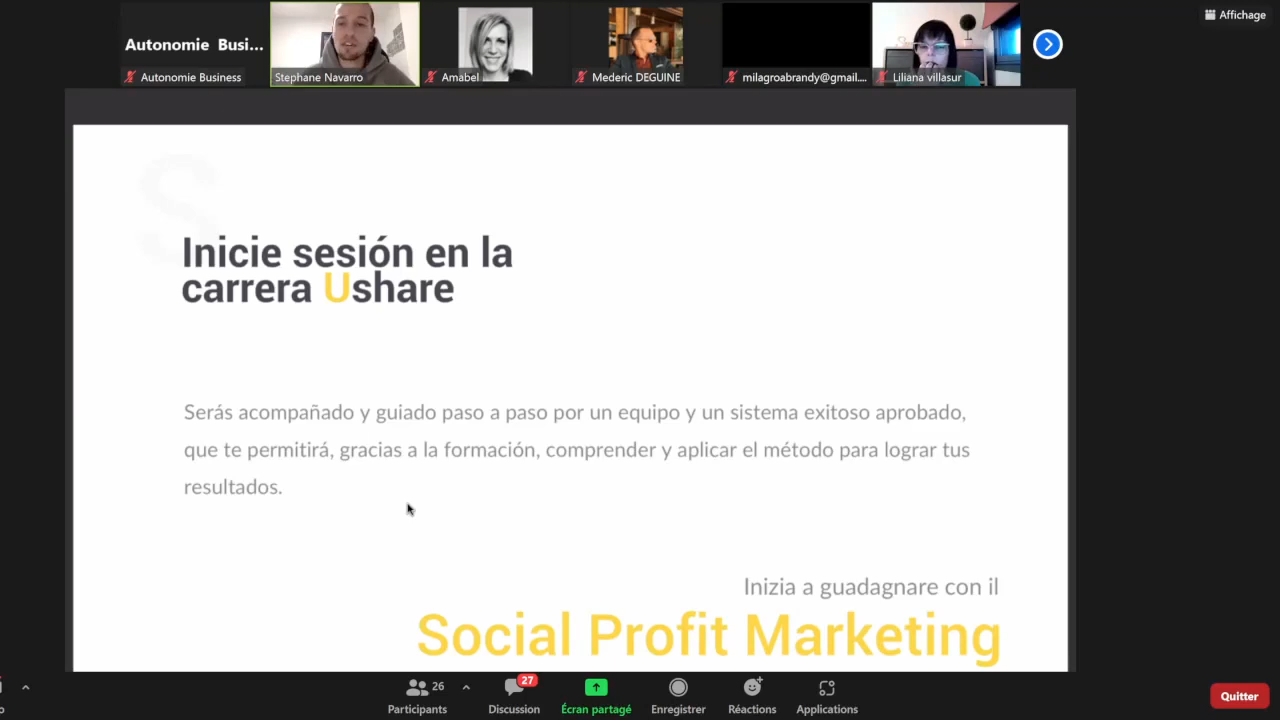 Affichage
Autonomie Busi...
Autonomie Business
Stephane Navarro
Amabel
Mederic DEGUINE
milagroabrandy@gmail....
Liliana villasur
S
Inicie sesión en la
carrera Ushare
Serás acompañado y guiado paso a paso por un equipo y un sistema exitoso aprobado,
que te permitirá, gracias a la formación, comprender y aplicar el método para lograr tus
resultados.
Inizia a guadagnare con il
Social Profit Marketing
26
27
Participants
Discussion
Écran partagé
Enregistrer
Réactions
Applications
Quitter